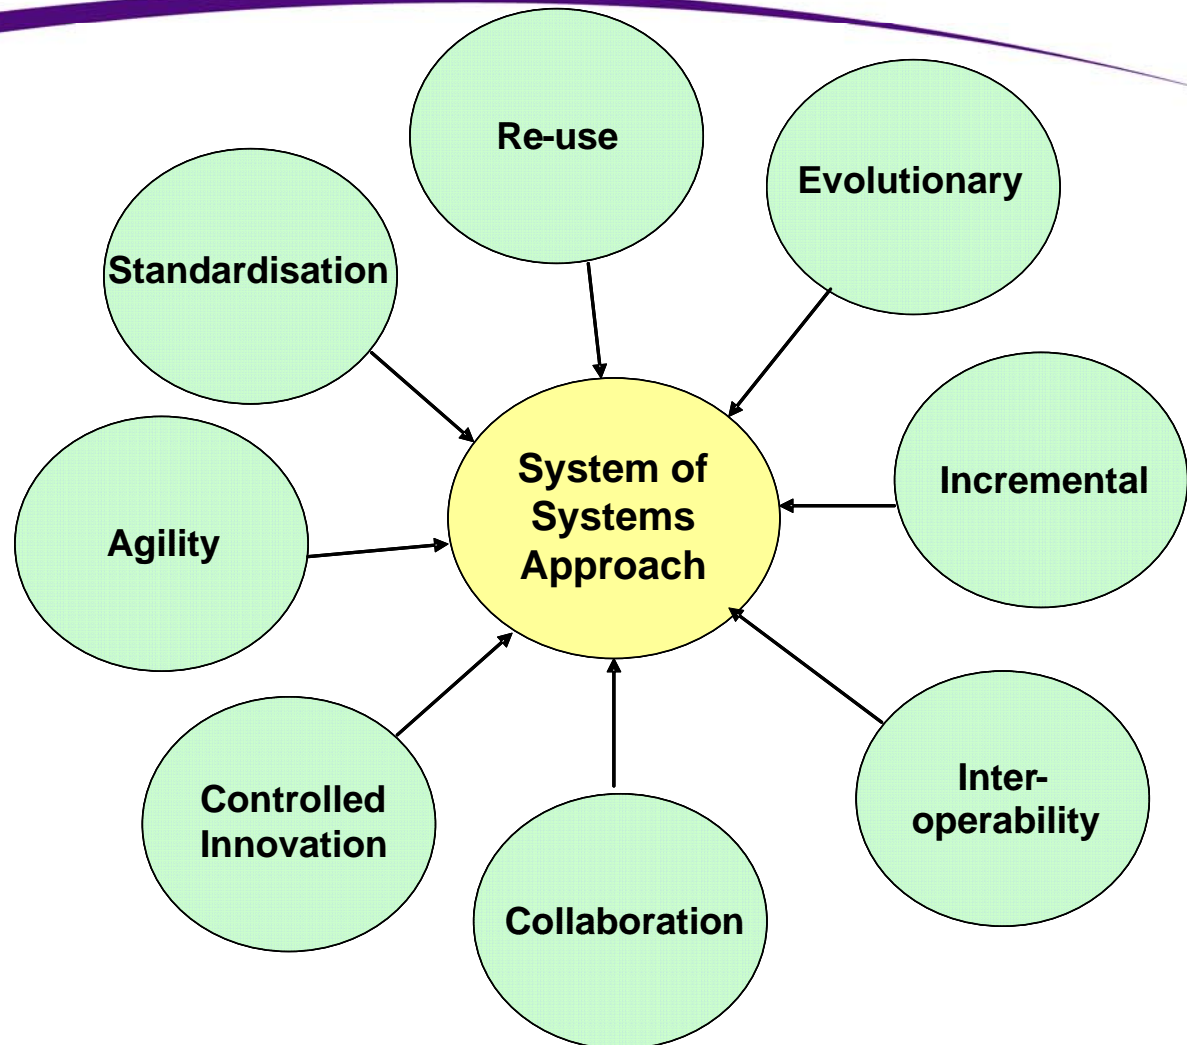 Re-use
Evolutionary
Standardisation
System of
Systems
Approach
Incremental
Agility
Inter-
operability
Controlled
Innovation
Collaboration